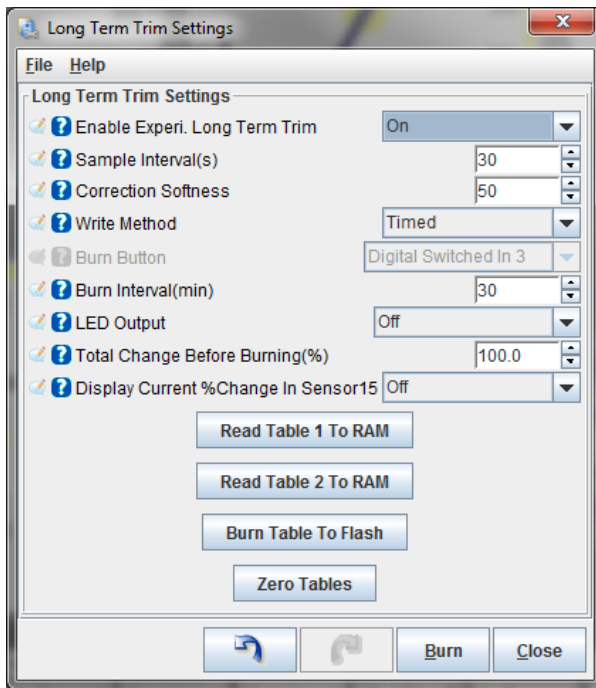 Long Term Trim Settings
File Help
Long Term Trim Settings
Enable Experi. Long Term Trim On
Sample Interval(s) 30
Correction Softness 50
Write Method Timed
Burn Button Digital Switched In 3
Burn Interval(min) 30
LED Output Off
Total Change Before Burning(%) 100.0
Display Current %Change In Sensor15 Off
Read Table 1 To RAM
Read Table 2 To RAM
Burn Table To Flash
Zero Tables
Burn Close